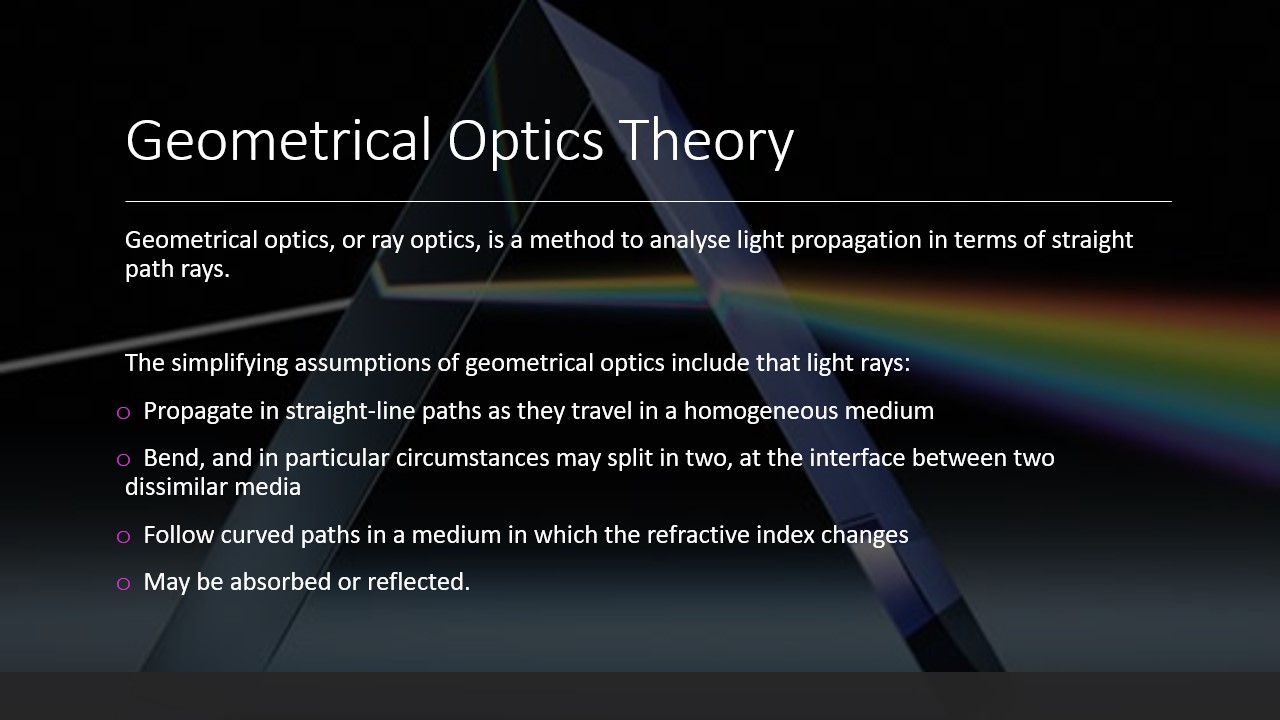 Geometrical Optics Theory
Geometrical optics, or ray optics, is a method to analyse light propagation in terms of straight
path rays.
The simplifying assumptions of geometrical optics include that light rays:
o Propagate in straight-line paths as they travel in a homogeneous medium
o Bend, and in particular circumstances may split in two, at the interface between two
dissimilar media
o Follow curved paths in a medium in which the refractive index changes
o May be absorbed or reflected.